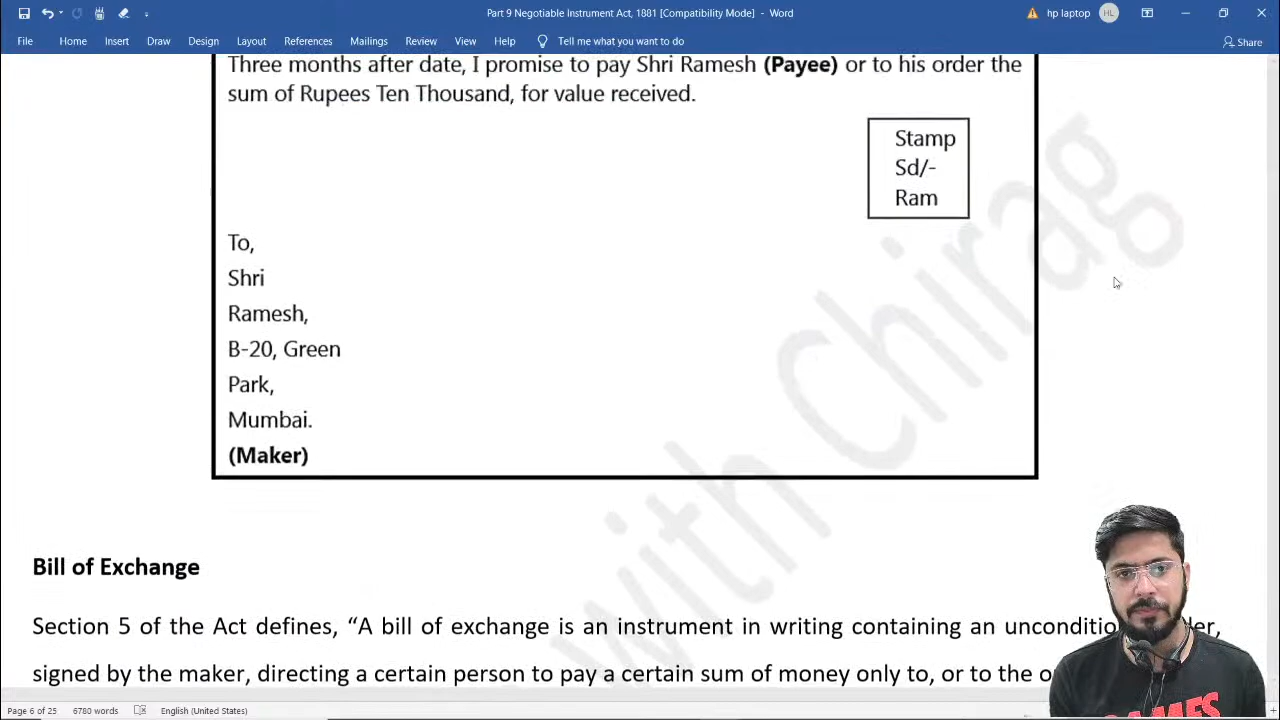 Part 9 Negotiable Instrument Act, 1881 [Compatibility Mode] - Word
hp laptop HL
File Home Insert Draw Design Layout References Mailings Review View Help Tell me what you want to do Share
Three months after date, I promise to pay Shri Ramesh (Payee) or to his order the
sum of Rupees Ten Thousand, for value received.
Stamp
Sd/-
Ram
To,
Shri
Ramesh,
B-20, Green
Park,
Mumbai.
(Maker)
with Chirag
Bill of Exchange
Section 5 of the Act defines, “A bill of exchange is an instrument in writing containing an
signed by the maker, directing a certain person to pay a certain sum of money only to, or to the
Page 6 of 25 6780 words English (United States)